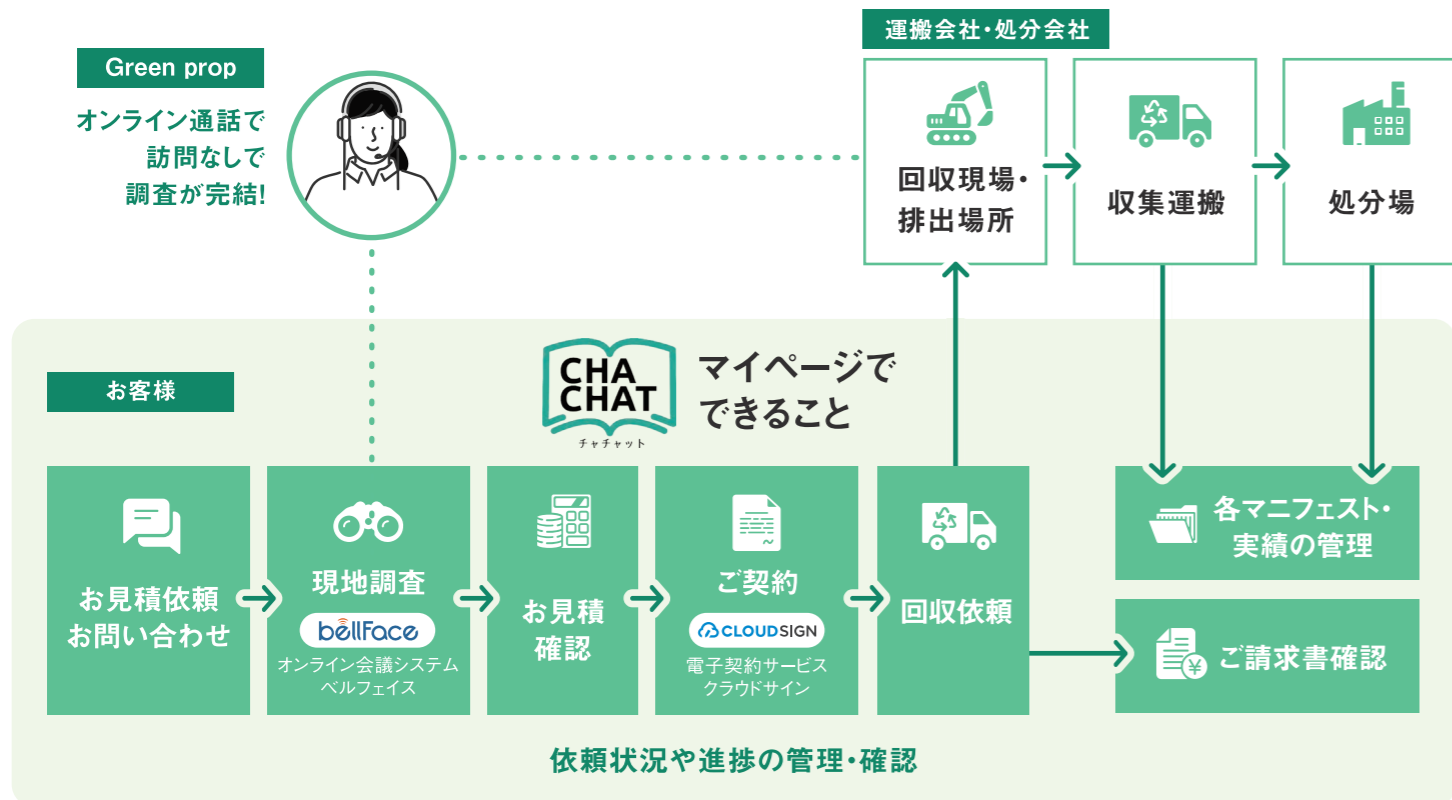 Green prop
オンライン通話で
訪問なしで
調査が完結!
運搬会社・処分会社
回収現場・
排出場所
収集運搬
処分場
お客様
CHA
CHAT
チャチャット
マイページで
できること
お見積依頼
お問い合わせ
現地調査
bellFace
オンライン会議システム
ベルフェイス
お見積
確認
ご契約
CLOUDSIGN
電子契約サービス
クラウドサイン
回収依頼
各マニフェスト・
実績の管理
¥
ご請求書確認
依頼状況や進捗の管理・確認